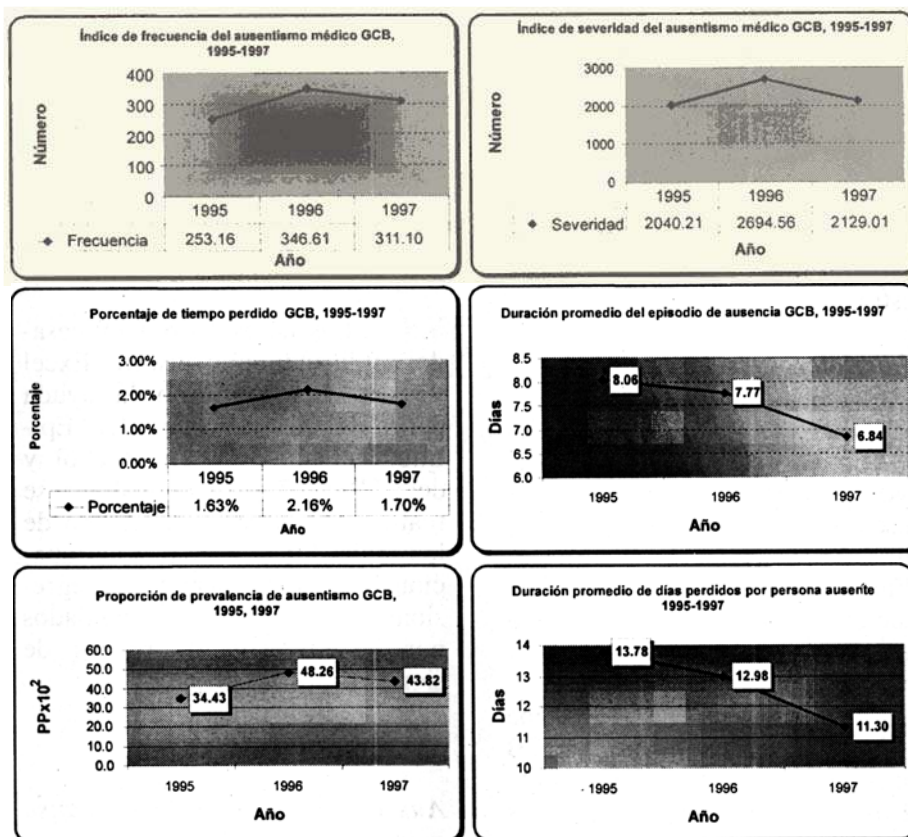 Índice de frecuencia del ausentismo médico GCB,
1995-1997
Número
400
300
200
100
0
1995 1996 1997
Frecuencia 253.16 346.61 311.10
Año
Índice de severidad del ausentismo médico GCB, 1995-1997
Número
3000
2000
1000
0
1995 1996 1997
Severidad 2040.21 2694.56 2129.01
Año
Porcentaje de tiempo perdido GCB, 1995-1997
Porcentaje
3.00%
2.00%
1.00%
0.00%
1995 1996 1997
Porcentaje 1.63% 2.16% 1.70%
Año
Duración promedio del episodio de ausencia GCB, 1995-1997
Días
8.5
8.0
7.5
7.0
6.5
6.0
8.06
7.77
6.84
1995 1996 1997
Año
Proporción de prevalencia de ausentismo GCB,
1995, 1997
PPx10²
60.0
50.0
40.0
30.0
20.0
10.0
0.0
34.43
48.26
43.82
1995 1996 1997
Año
Duración promedio de días perdidos por persona ausente
1995-1997
Días
14
13
12
11
10
13.78
12.98
11.30
1995 1996 1997
Año